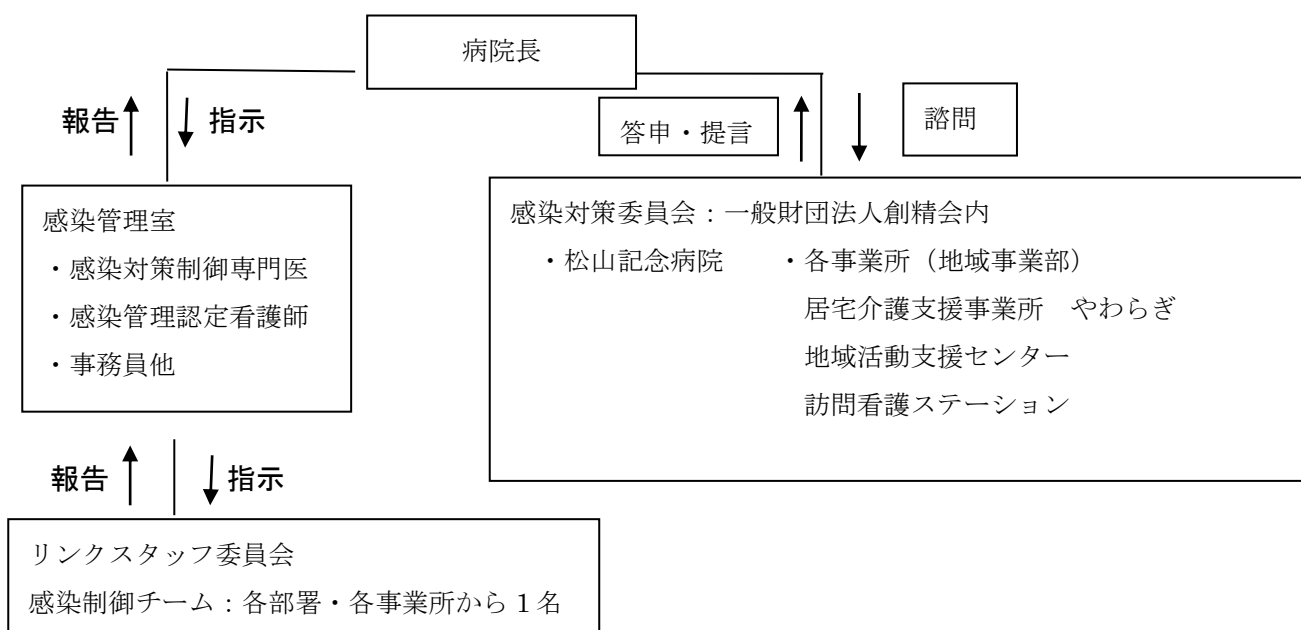 病院長
報告
指示
答申・提言
諮問
感染管理室
・感染対策制御専門医
・感染管理認定看護師
・事務員他
感染対策委員会：一般財団法人創精会内
・松山記念病院　　・各事業所（地域事業部）
居宅介護支援事業所　やわらぎ
地域活動支援センター
訪問看護ステーション
報告
指示
リンクスタッフ委員会
感染制御チーム：各部署・各事業所から 1 名